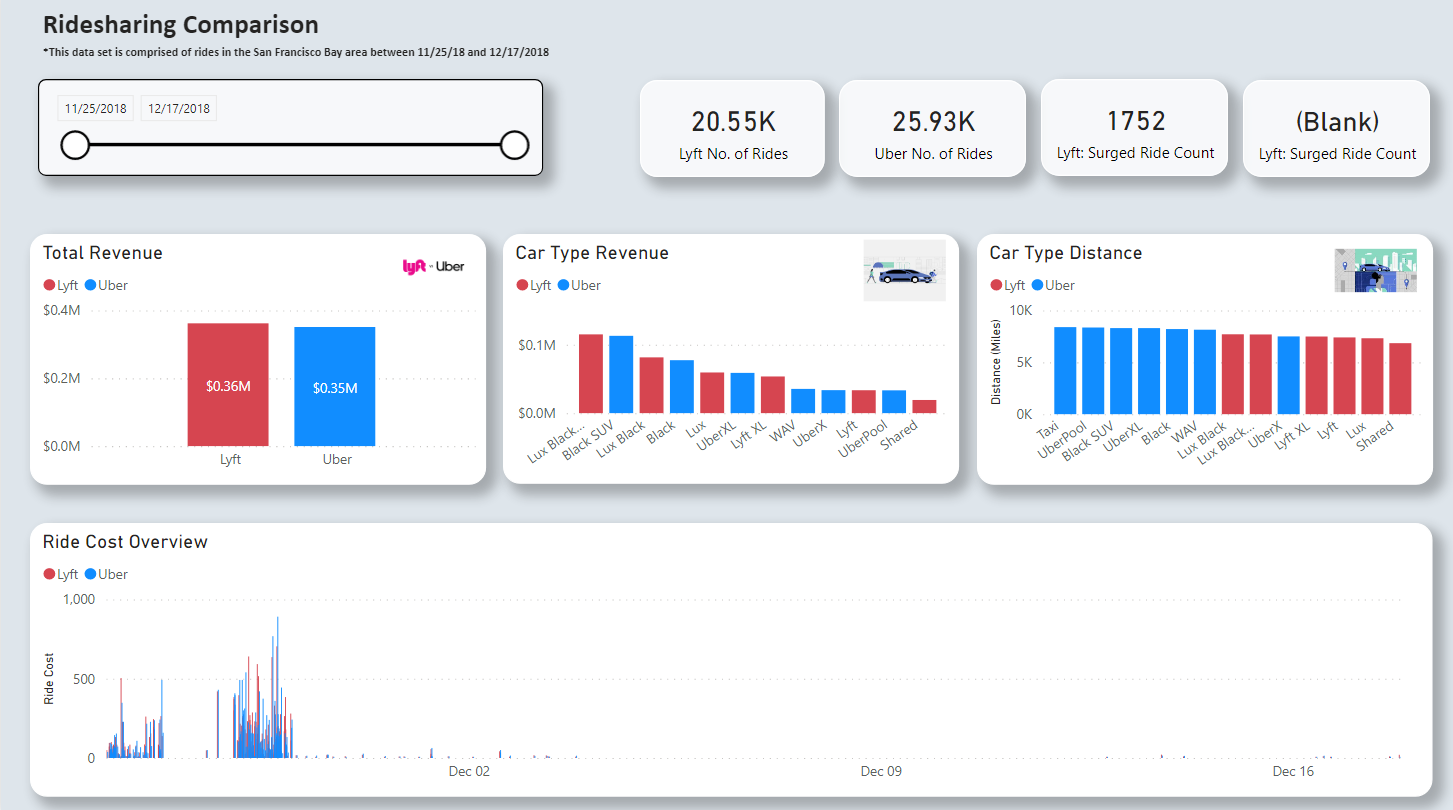 Ridesharing Comparison
*This data set is comprised of rides in the San Francisco Bay area between 11/25/18 and 12/17/2018
11/25/2018 12/17/2018
20.55K
Lyft No. of Rides
25.93K
Uber No. of Rides
1752
Lyft: Surged Ride Count
(Blank)
Lyft: Surged Ride Count
Total Revenue
lyft vs Uber
Lyft Uber
$0.4M
$0.2M
$0.0M
$0.36M
$0.35M
Lyft Uber
Car Type Revenue
Lyft Uber
$0.1M
$0.0M
Lux Black...
Black SUV
Lux Black
Black
Lux
UberXL
Lyft XL
WAV
UberX
Lyft
UberPool
Shared
Car Type Distance
Lyft Uber
Distance (Miles)
10K
5K
0K
Taxi
UberPool
Black SUV
UberXL
Black
WAV
Lux Black
Lux Black...
UberX
Lyft XL
Lyft
Lux
Shared
Ride Cost Overview
Lyft Uber
Ride Cost
1,000
500
0
Dec 02 Dec 09 Dec 16